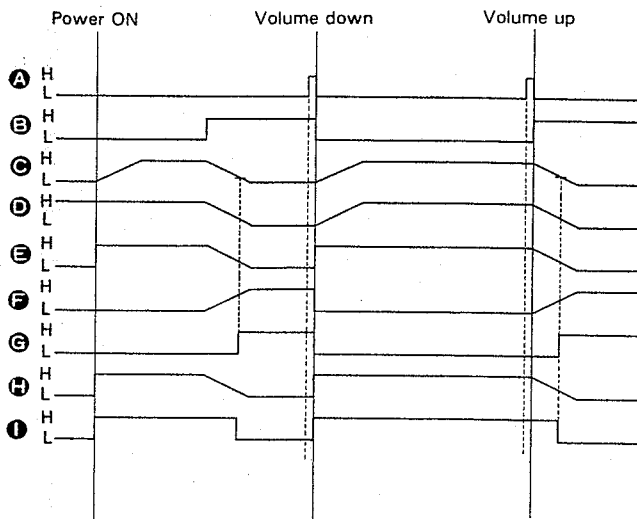 Power ON Volume down Volume up
A H
L
B H
L
C H
L
D H
L
E H
L
F H
L
G H
L
H H
L
I H
L